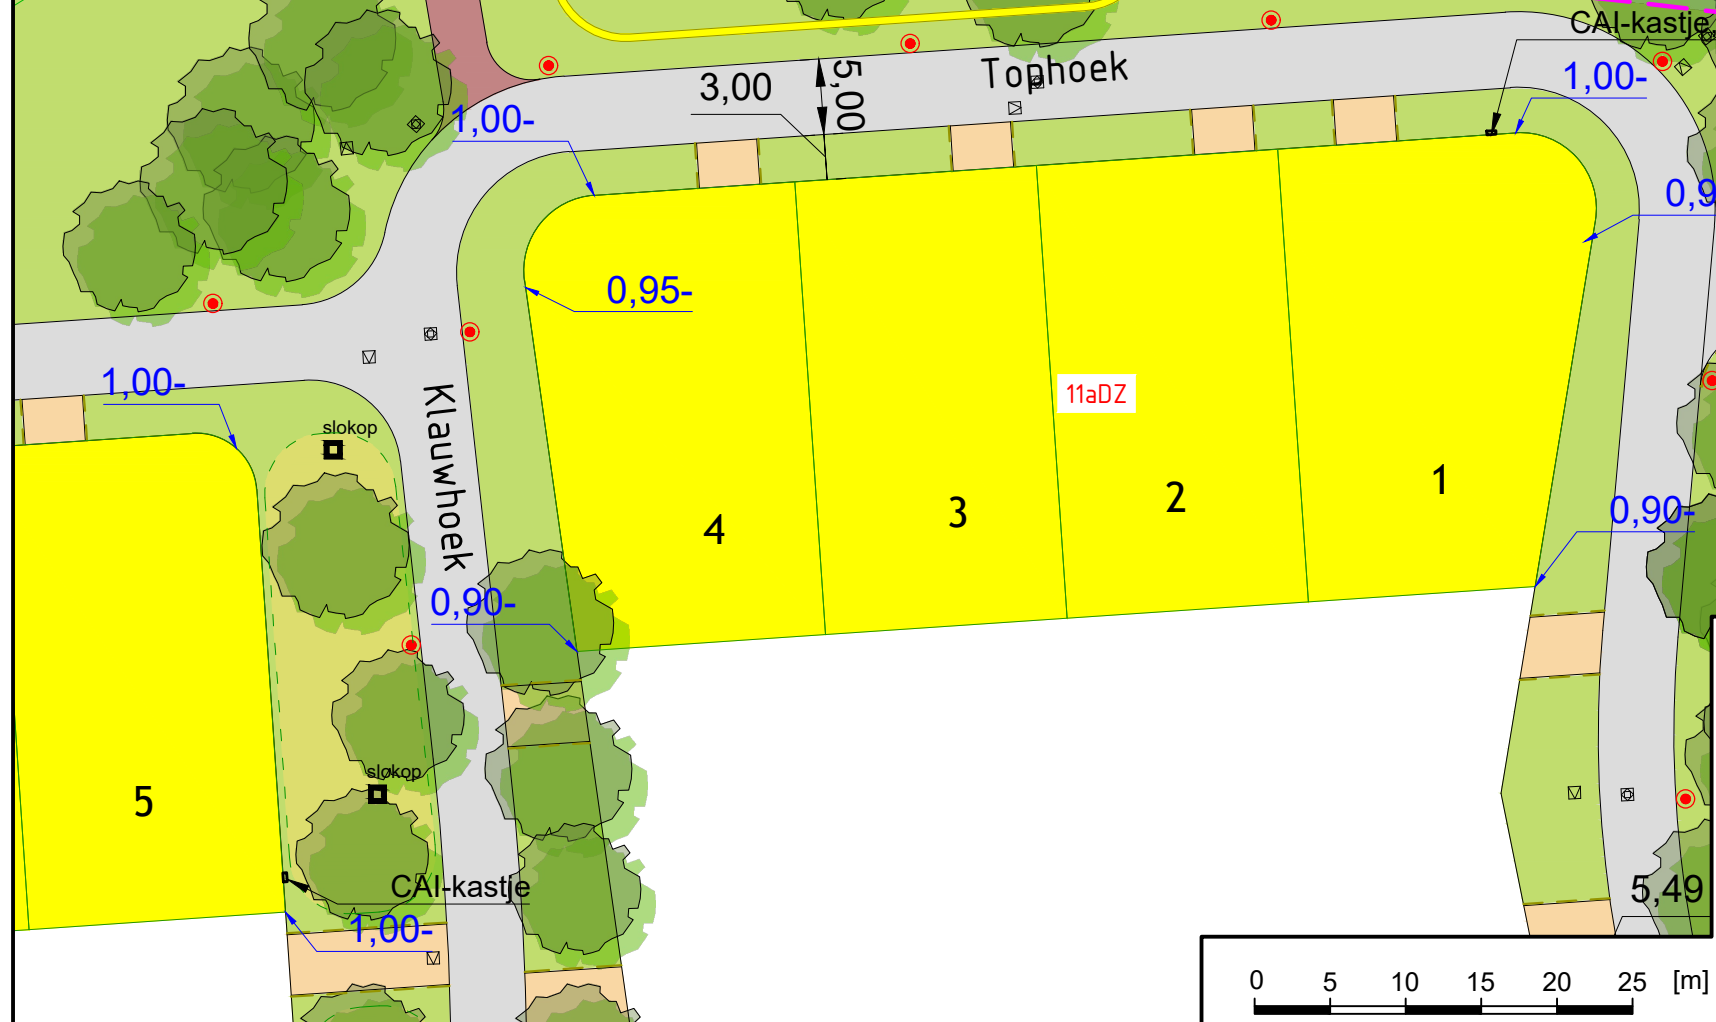 CAI-kastje
Tophoek
1,00-
3,00
5,00
1,00-
0,95-
1,00-
Klauwhoek
slokop
11aDZ
1
2
3
4
0,90-
0,90-
slokop
5
CAI-kastje
1,00-
5,49
0 5 10 15 20 25 [m]